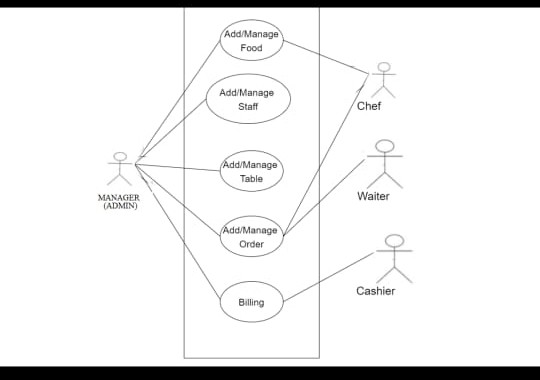 Add/Manage
Food
Add/Manage
Staff
Add/Manage
Table
Add/Manage
Order
Billing
MANAGER
(ADMIN)
Chef
Waiter
Cashier